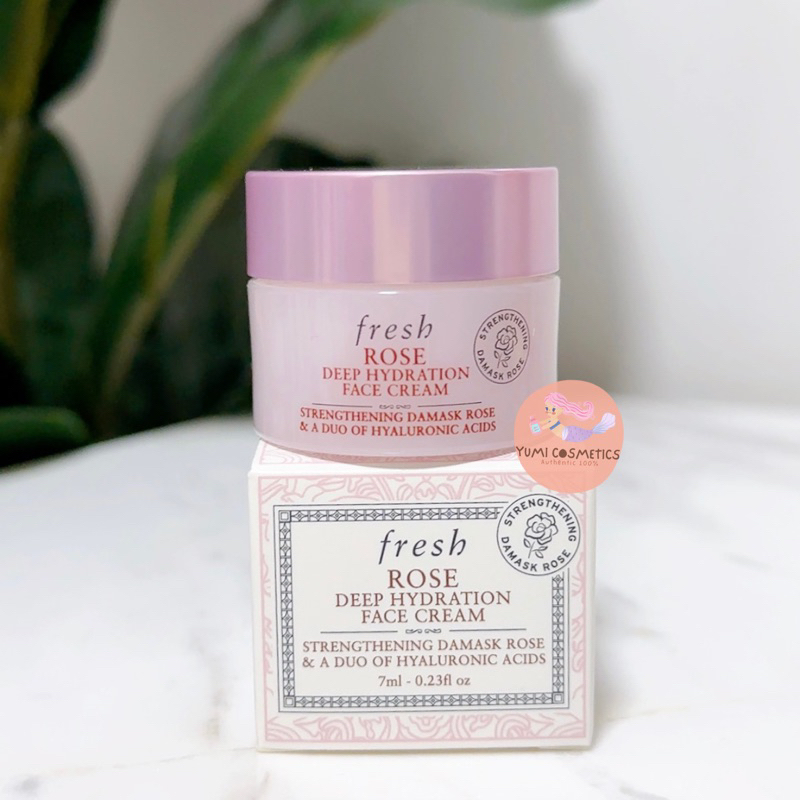 fresh
ROSE
DEEP HYDRATION
FACE CREAM
STRENGTHENING DAMASK ROSE
& A DUO OF HYALURONIC ACIDS
STRENGTHENING
DAMASK ROSE
YUMI COSMETICS
Authentic 100%
fresh
ROSE
DEEP HYDRATION
FACE CREAM
STRENGTHENING DAMASK ROSE
& A DUO OF HYALURONIC ACIDS
7ml - 0.23fl oz
STRENGTHENING
DAMASK ROSE